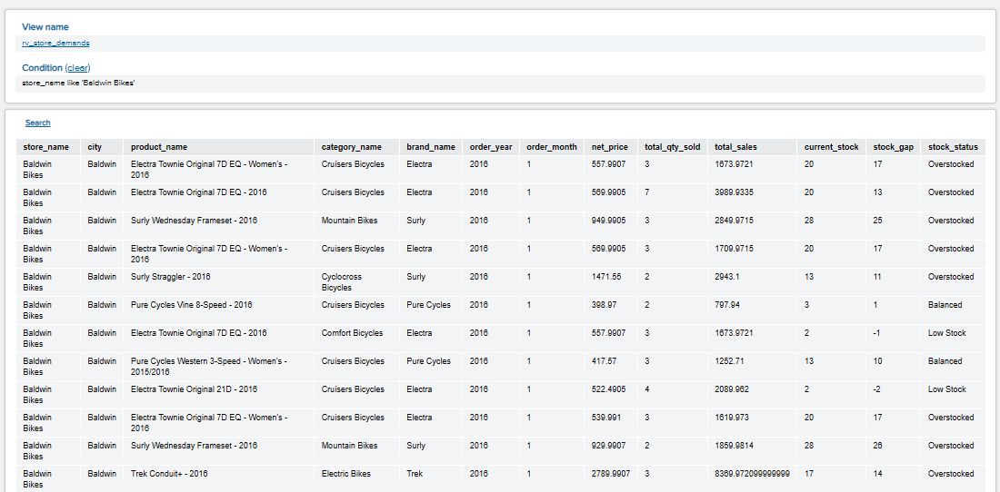 View name
rv_store_demands
Condition (clear)
store_name like 'Baldwin Bikes'
Search
store_name city product_name category_name brand_name order_year order_month net_price total_qty_sold total_sales current_stock stock_gap stock_status
Baldwin Baldwin Electra Townie Original 7D EQ - Women's - Cruisers Bicycles Electra 2016 1 557.9907 3 1673.9721 20 17 Overstocked
Bikes 2016
Baldwin Baldwin Electra Townie Original 7D EQ - 2016 Cruisers Bicycles Electra 2016 1 569.9905 7 3989.9335 20 13 Overstocked
Bikes
Baldwin Baldwin Surly Wednesday Frameset - 2016 Mountain Bikes Surly 2016 1 949.9905 3 2849.9715 28 25 Overstocked
Bikes
Baldwin Baldwin Electra Townie Original 7D EQ - Women's - Cruisers Bicycles Electra 2016 1 569.9905 3 1709.9715 20 17 Overstocked
Bikes 2016
Baldwin Baldwin Surly Straggler - 2016 Cyclocross Surly 2016 1 1471.55 2 2943.1 13 11 Overstocked
Bikes Bicycles
Baldwin Baldwin Pure Cycles Vine 8-Speed - 2016 Cruisers Bicycles Pure Cycles 2016 1 398.97 2 797.94 3 1 Balanced
Bikes
Baldwin Baldwin Electra Townie Original 7D EQ - 2016 Comfort Bicycles Electra 2016 1 557.9907 3 1673.9721 2 -1 Low Stock
Bikes
Baldwin Baldwin Pure Cycles Western 3-Speed - Women's - Cruisers Bicycles Pure Cycles 2016 1 417.57 3 1252.71 13 10 Balanced
Bikes 2015/2016
Baldwin Baldwin Electra Townie Original 21D - 2016 Cruisers Bicycles Electra 2016 1 522.4905 4 2089.962 2 -2 Low Stock
Bikes
Baldwin Baldwin Electra Townie Original 7D EQ - Women's - Cruisers Bicycles Electra 2016 1 539.991 3 1619.973 20 17 Overstocked
Bikes 2016
Baldwin Baldwin Surly Wednesday Frameset - 2016 Mountain Bikes Surly 2016 1 929.9907 2 1859.9814 28 26 Overstocked
Bikes
Baldwin Baldwin Trek Conduit+ - 2016 Electric Bikes Trek 2016 1 2789.9907 3 8369.972099999999 17 14 Overstocked
Bikes